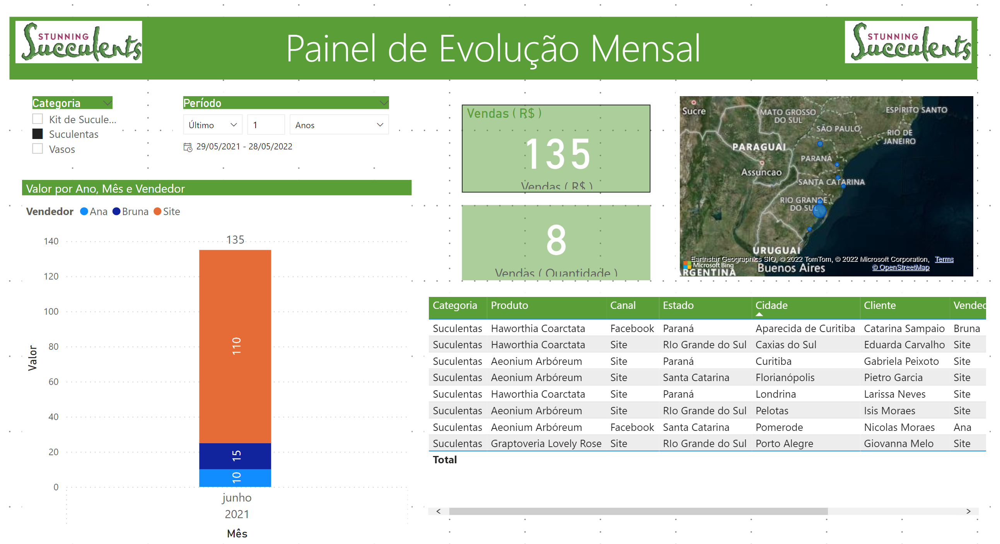 STUNNING
Succulents
Painel de Evolução Mensal
STUNNING
Succulents
Categoria
Kit de Sucule...
Suculentas
Vasos
Período
Último 1 Anos
29/05/2021 - 28/05/2022
Vendas ( R$ )
135
Vendas ( R$ )
8
Vendas ( Quantidade )
Sucre
MATO GROSSO
DO SUL
ESPÍRITO SANTO
SÃO PAULO
RIO DE
JANEIRO
PARAGUAI
PARANÁ
Assuncao
SANTA CATARINA
RIO GRANDE
DO SUL
URUGUAI
Earthstar Geographics SIO, © 2022 TomTom, © 2022 Microsoft Corporation, Terms
Microsoft Bing
© OpenStreetMap
Buenos Aires
ARGENTINA
Valor por Ano, Mês e Vendedor
Vendedor Ana Bruna Site
140
120
100
80
60
40
20
0
Valor
135
110
15
10
junho
2021
Mês
Categoria Produto Canal Estado Cidade Cliente Vended
Suculentas Haworthia Coarctata Facebook Paraná Aparecida de Curitiba Catarina Sampaio Bruna
Suculentas Haworthia Coarctata Site RIo Grande do Sul Caxias do Sul Eduarda Carvalho Site
Suculentas Aeonium Arbóreum Site Paraná Curitiba Gabriela Peixoto Site
Suculentas Aeonium Arbóreum Site Santa Catarina Florianópolis Pietro Garcia Site
Suculentas Haworthia Coarctata Site Paraná Londrina Larissa Neves Site
Suculentas Aeonium Arbóreum Site RIo Grande do Sul Pelotas Isis Moraes Site
Suculentas Aeonium Arbóreum Facebook Santa Catarina Pomerode Nicolas Moraes Ana
Suculentas Graptoveria Lovely Rose Site RIo Grande do Sul Porto Alegre Giovanna Melo Site
Total